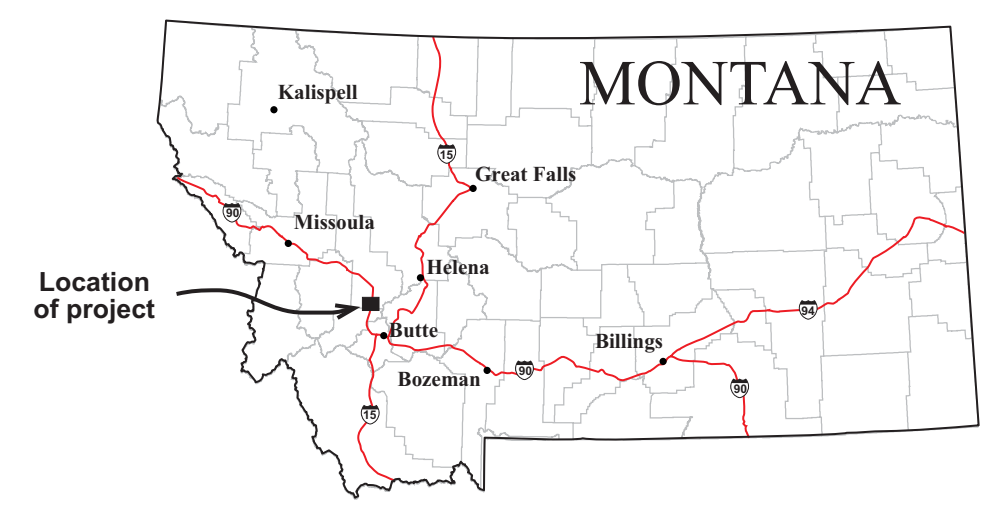 MONTANA
Kalispell
15
Great Falls
90
Missoula
Helena
Location
of project
94
Butte
Billings
Bozeman
90
90
15